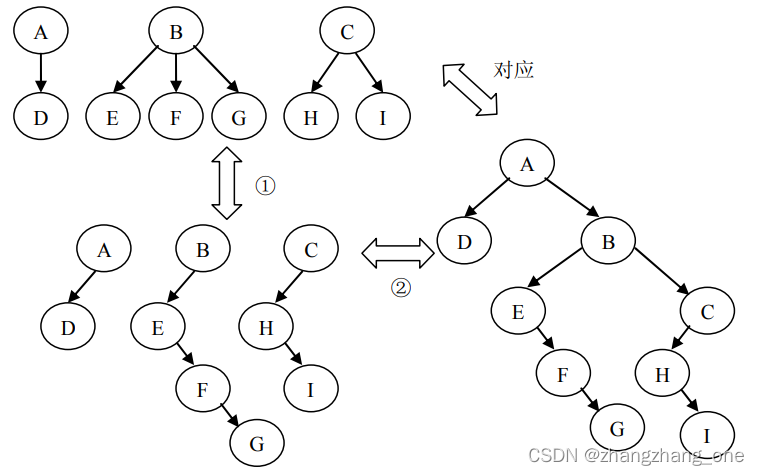 A B C
对应
D E F G H I
A
①
D B
A B C
②
E C
D E H
F H
F I
G I
G
CSDN @zhangzhang_one